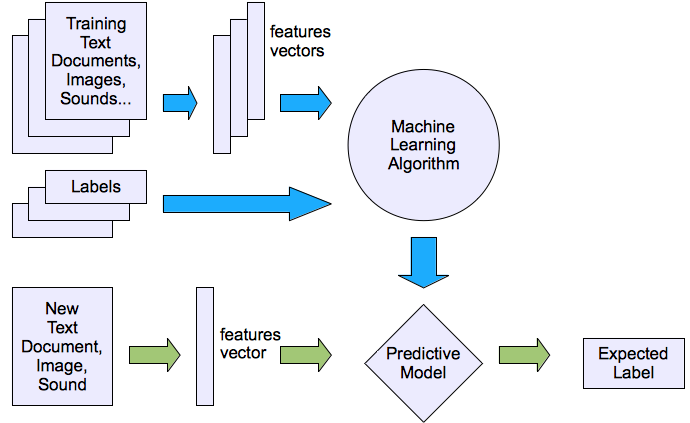 Training
Text
Documents,
Images,
Sounds...
features
vectors
Machine
Learning
Algorithm
Labels
New
Text
Document,
Image,
Sound
features
vector
Predictive
Model
Expected
Label